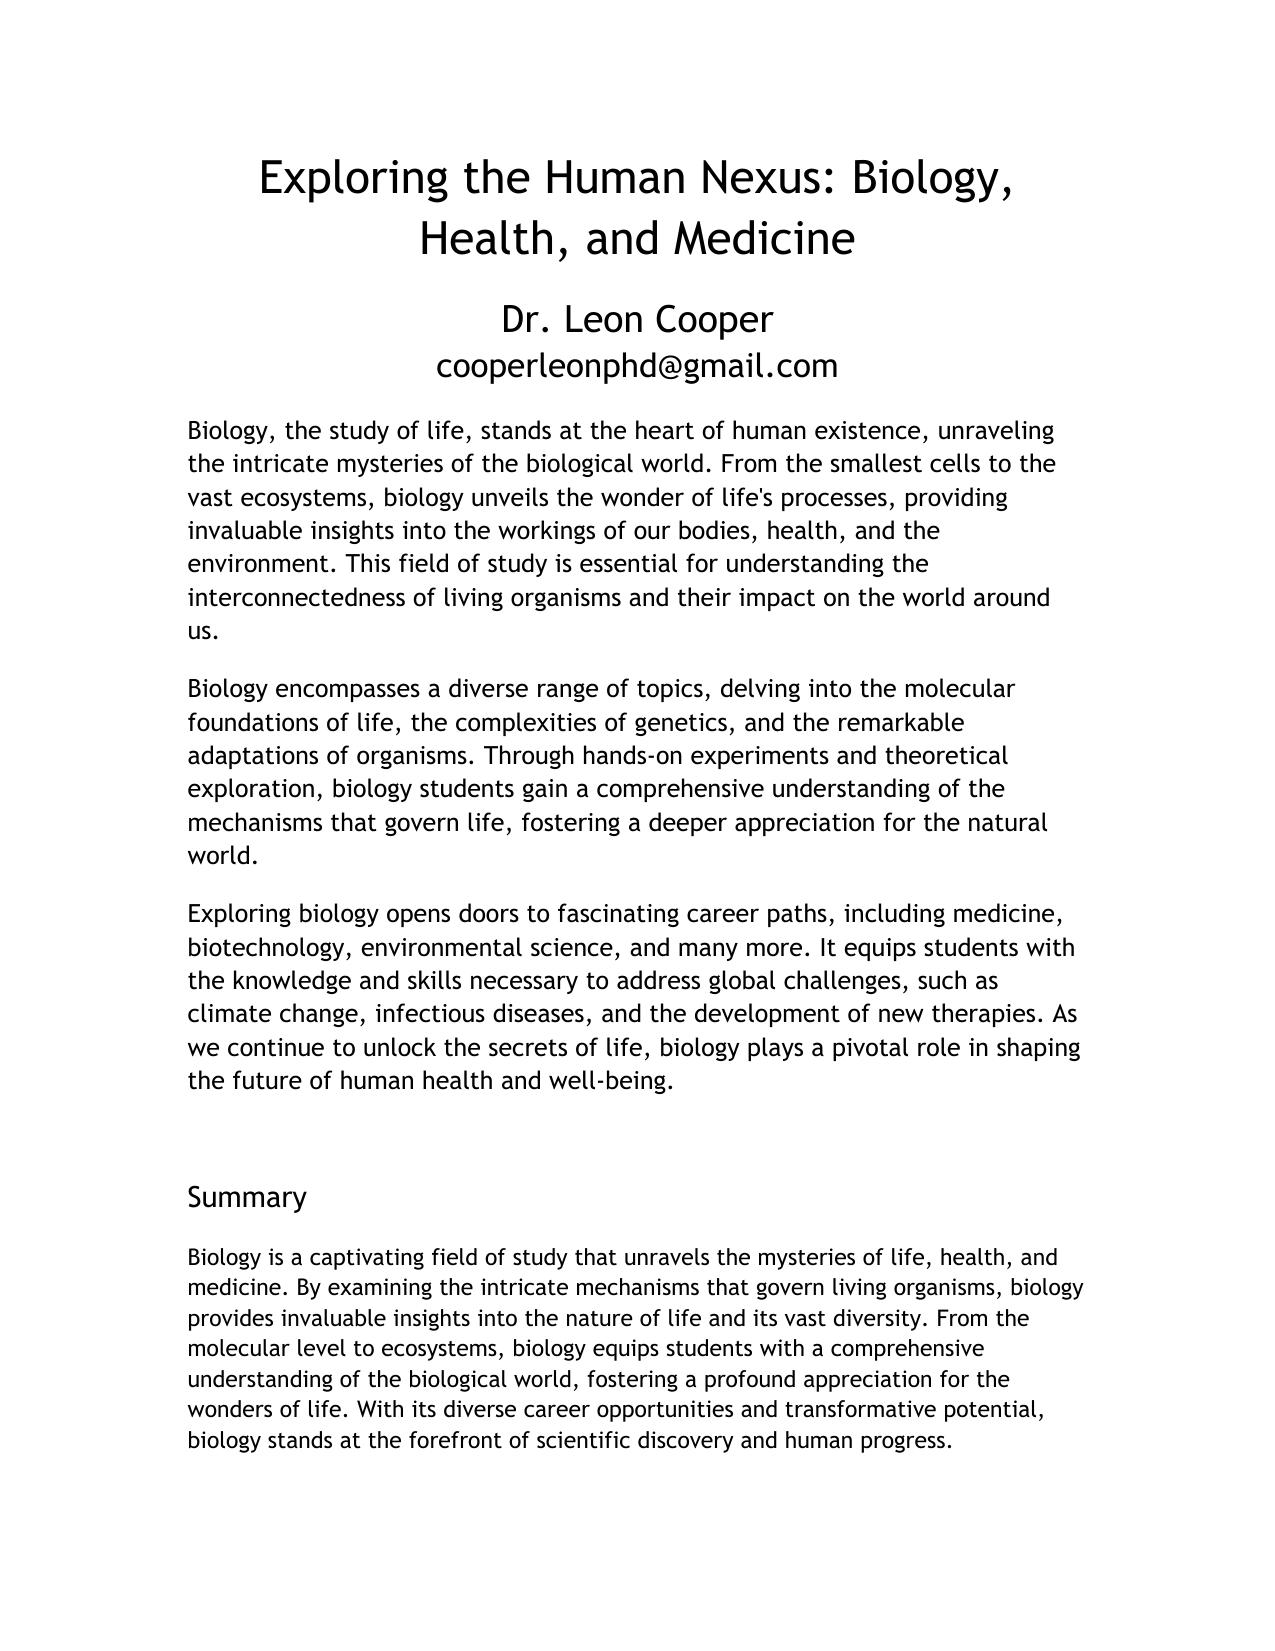 Exploring the Human Nexus: Biology,
Health, and Medicine
Dr. Leon Cooper
cooperleonphd@gmail.com
Biology, the study of life, stands at the heart of human existence, unraveling
the intricate mysteries of the biological world. From the smallest cells to the
vast ecosystems, biology unveils the wonder of life's processes, providing
invaluable insights into the workings of our bodies, health, and the
environment. This field of study is essential for understanding the
interconnectedness of living organisms and their impact on the world around
us.
Biology encompasses a diverse range of topics, delving into the molecular
foundations of life, the complexities of genetics, and the remarkable
adaptations of organisms. Through hands-on experiments and theoretical
exploration, biology students gain a comprehensive understanding of the
mechanisms that govern life, fostering a deeper appreciation for the natural
world.
Exploring biology opens doors to fascinating career paths, including medicine,
biotechnology, environmental science, and many more. It equips students with
the knowledge and skills necessary to address global challenges, such as
climate change, infectious diseases, and the development of new therapies. As
we continue to unlock the secrets of life, biology plays a pivotal role in shaping
the future of human health and well-being.
Summary
Biology is a captivating field of study that unravels the mysteries of life, health, and
medicine. By examining the intricate mechanisms that govern living organisms, biology
provides invaluable insights into the nature of life and its vast diversity. From the
molecular level to ecosystems, biology equips students with a comprehensive
understanding of the biological world, fostering a profound appreciation for the
wonders of life. With its diverse career opportunities and transformative potential,
biology stands at the forefront of scientific discovery and human progress.